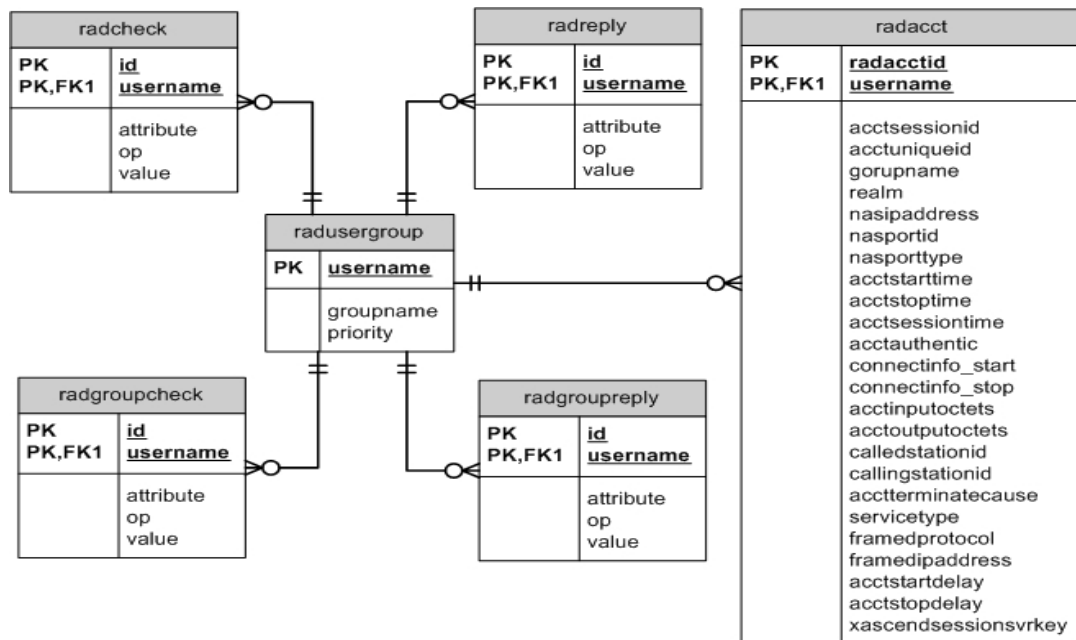 radcheck
PK id
PK,FK1 username
attribute
op
value
radreply
PK id
PK,FK1 username
attribute
op
value
radacct
PK radacctid
PK,FK1 username
acctsessionid
acctuniqueid
gorupname
realm
nasipaddress
nasportid
nasporttype
acctstarttime
acctstoptime
acctsessiontime
acctauthentic
connectinfo_start
connectinfo_stop
acctinputoctets
acctoutputoctets
calledstationid
callingstationid
acctterminatecause
servicetype
framedprotocol
framedipaddress
acctstartdelay
acctstopdelay
xascendsessionsvrkey
radusergroup
PK username
groupname
priority
radgroupcheck
PK id
PK,FK1 username
attribute
op
value
radgroupreply
PK id
PK,FK1 username
attribute
op
value